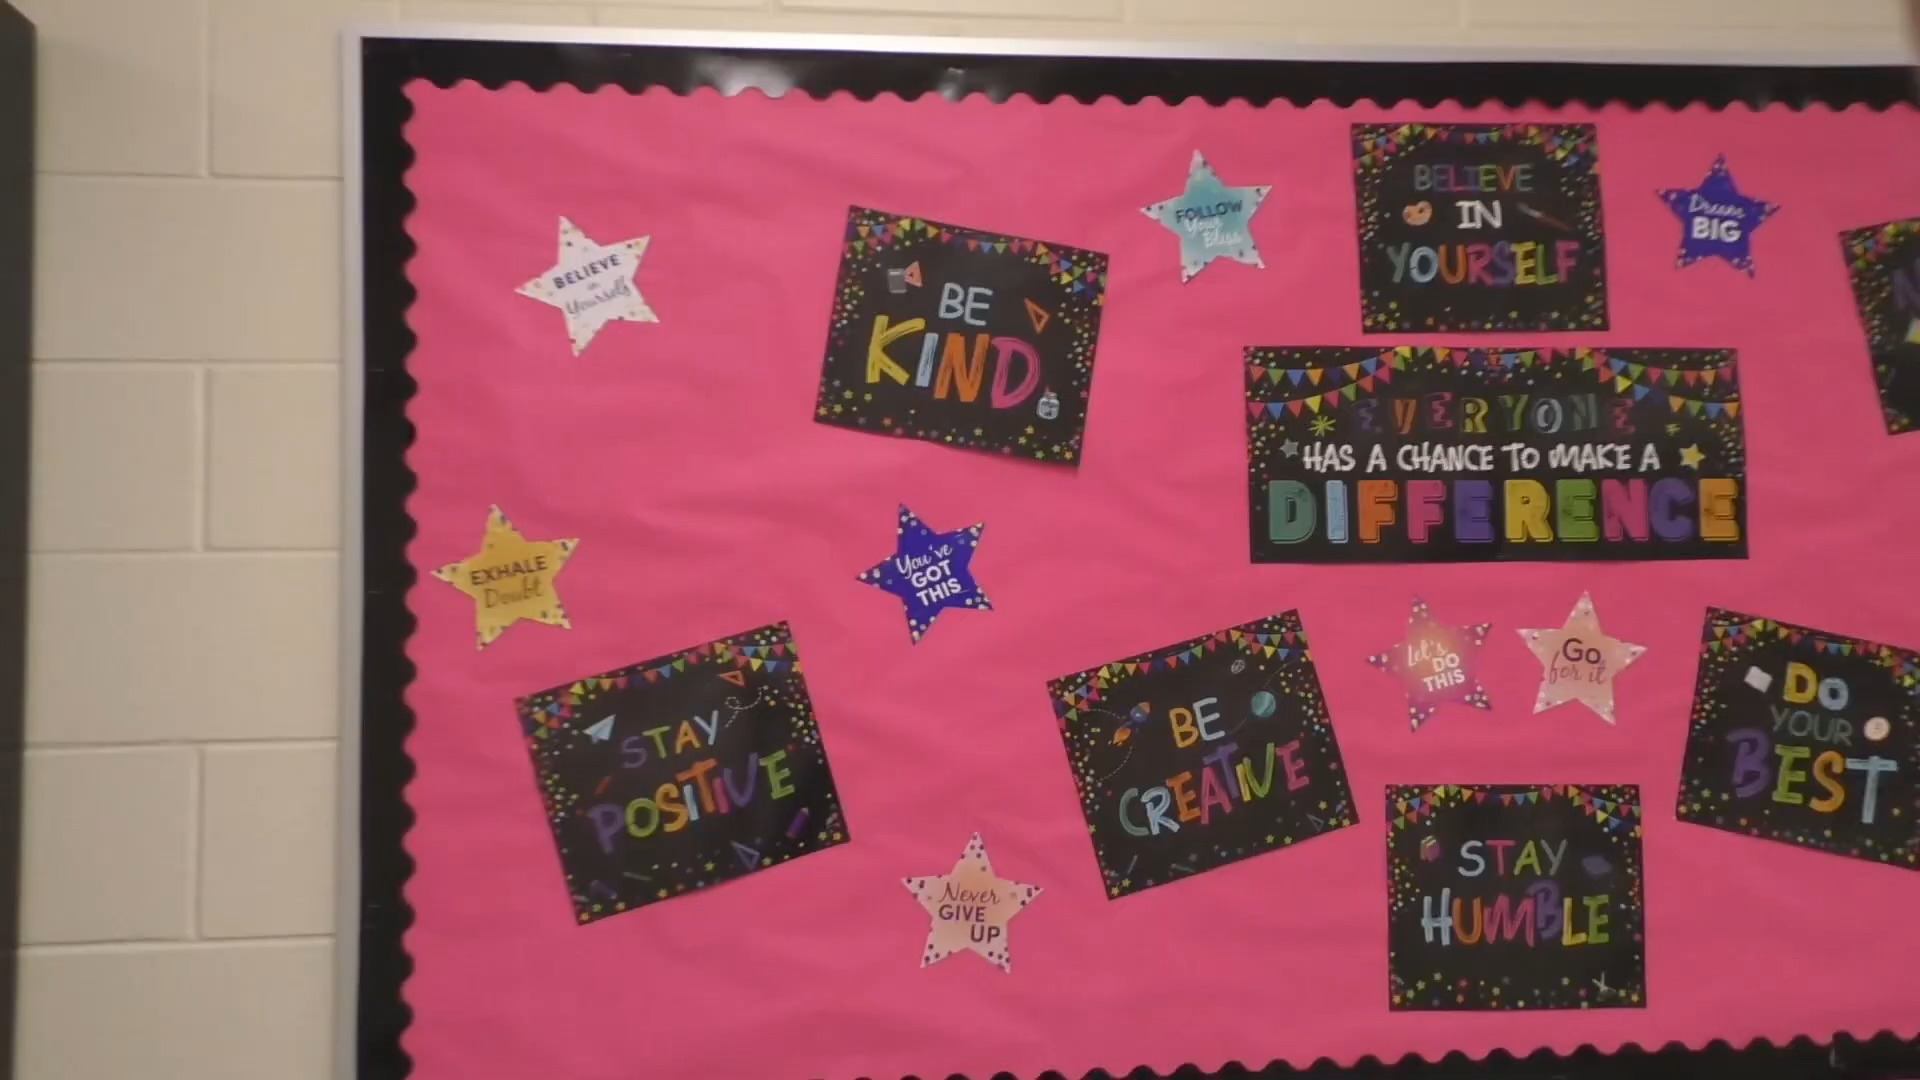 BELIEVE
in
Yourself
BE
KIND
FOLLOW
Your
Bliss
BELIEVE
IN
YOURSELF
Dream
BIG
EVERYONE
HAS A CHANCE TO MAKE A
DIFFERENCE
EXHALE
Doubt
You've
GOT
THIS
STAY
POSITIVE
BE
CREATIVE
Let's
DO
THIS
Go
for it
DO
YOUR
BEST
Never
GIVE
UP
STAY
HUMBLE